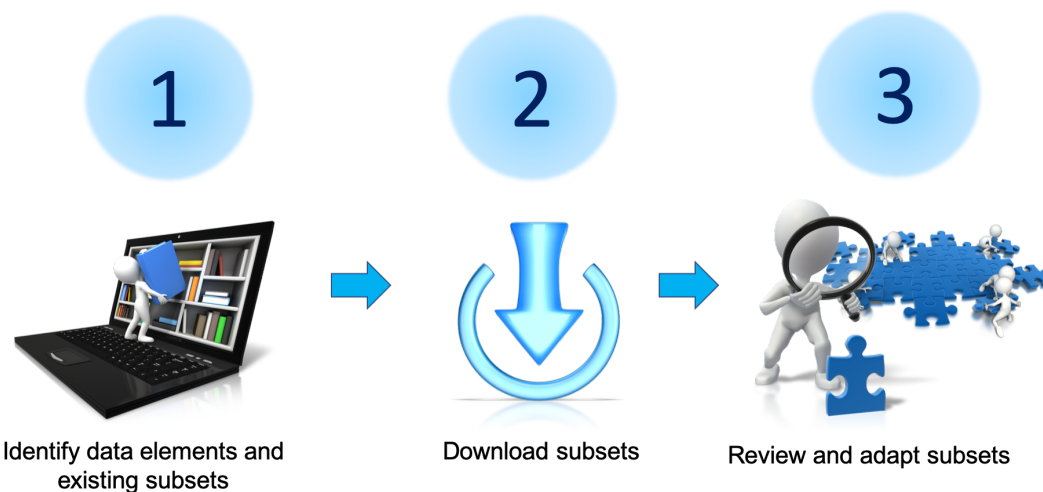 1
2
3
Identify data elements and
existing subsets
Download subsets
Review and adapt subsets